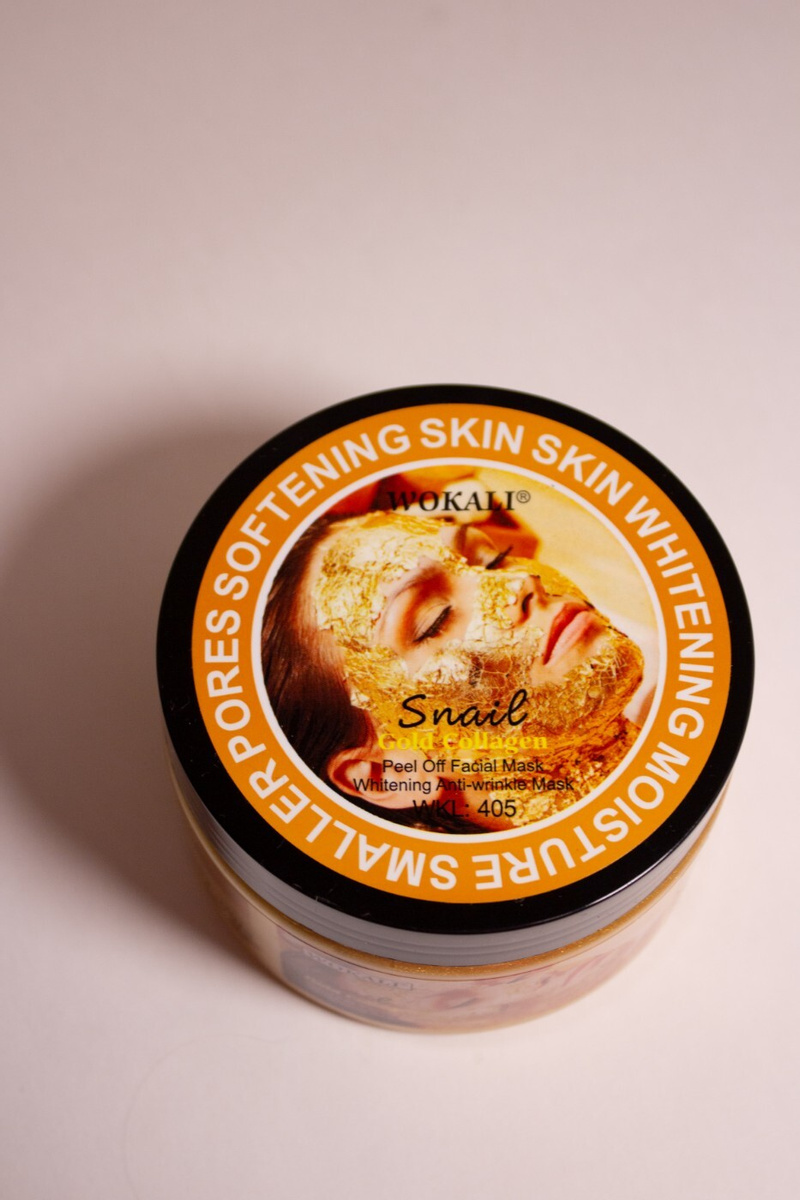 SOFTENING SKIN SKIN WHITENING MOISTURE SMALLER PORES
WOKALI®
Snail
Gold Collagen
Peel Off Facial Mask
Whitening Anti-wrinkle Mask
WKL: 405